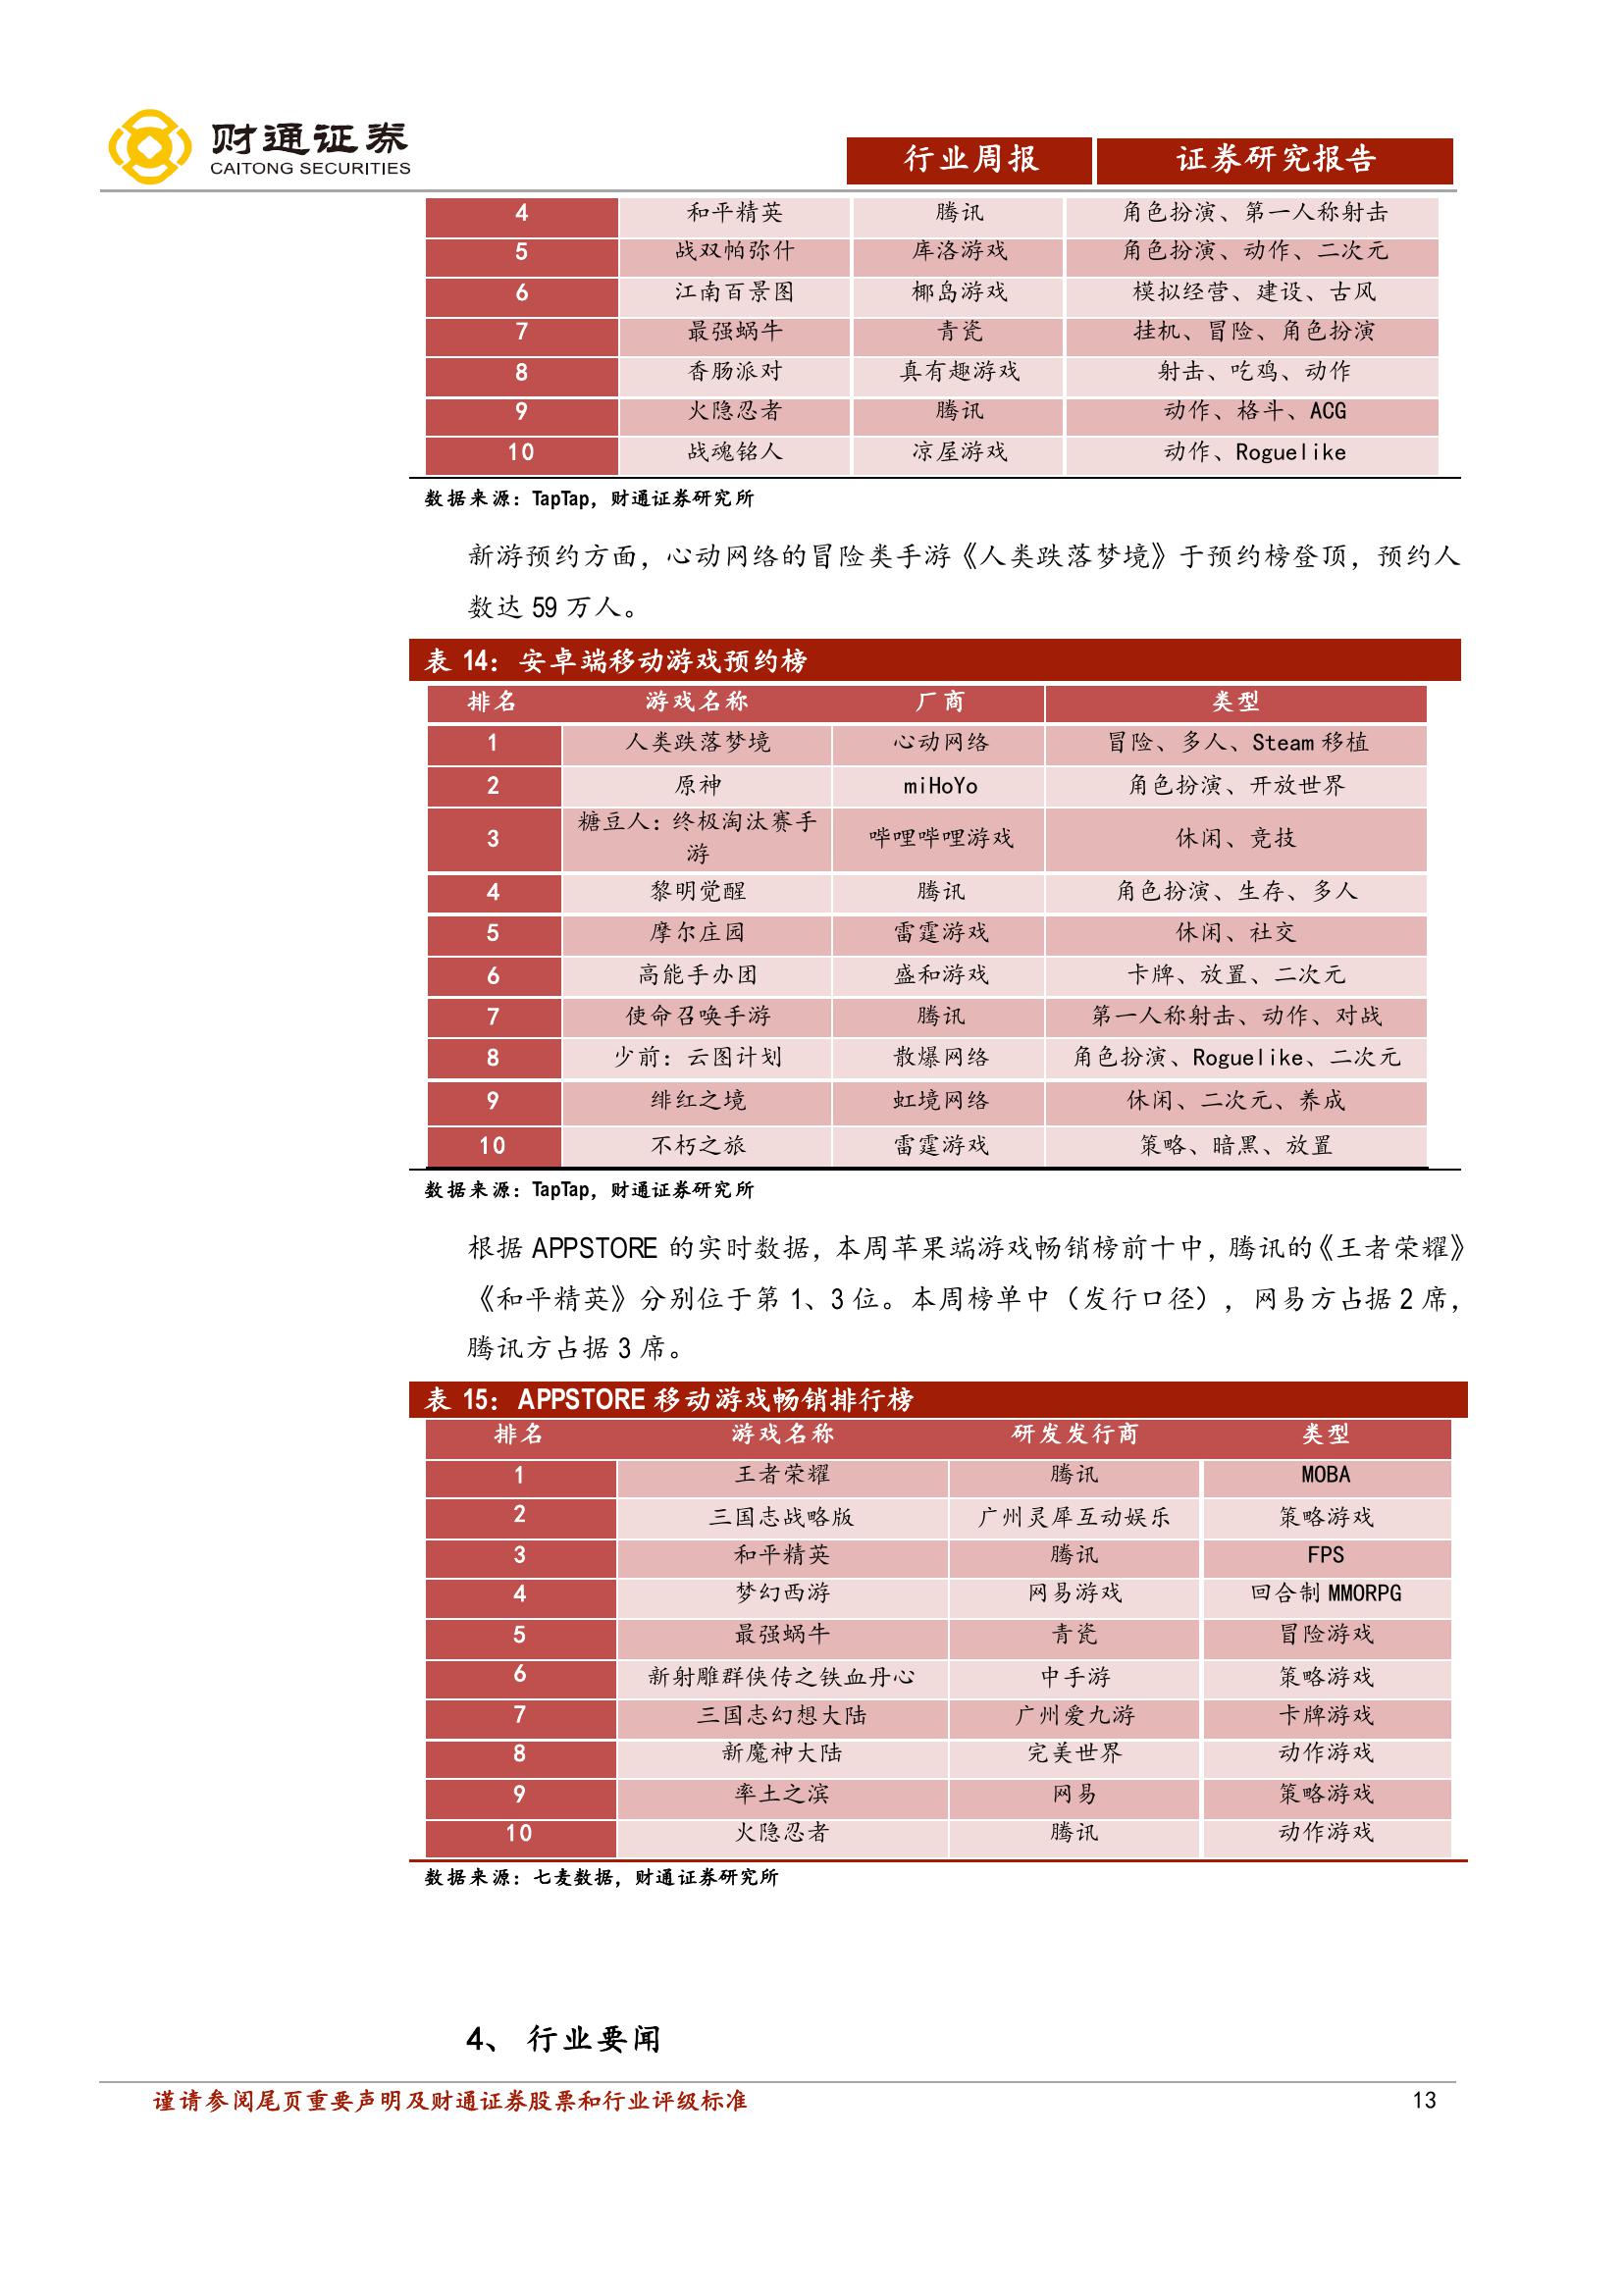 财通证券
CAITONG SECURITIES
行业周报 证券研究报告
4 和平精英 腾讯 角色扮演、第一人称射击
5 战双帕弥什 库洛游戏 角色扮演、动作、二次元
6 江南百景图 椰岛游戏 模拟经营、建设、古风
7 最强蜗牛 青瓷 挂机、冒险、角色扮演
8 香肠派对 真有趣游戏 射击、吃鸡、动作
9 火隐忍者 腾讯 动作、格斗、ACG
10 战魂铭人 凉屋游戏 动作、Roguelike
数据来源：TapTap，财通证券研究所
新游预约方面，心动网络的冒险类手游《人类跌落梦境》于预约榜登顶，预约人
数达 59 万人。
表 14：安卓端移动游戏预约榜
排名 游戏名称 厂商 类型
1 人类跌落梦境 心动网络 冒险、多人、Steam 移植
2 原神 miHoYo 角色扮演、开放世界
3 糖豆人：终极淘汰赛手 哔哩哔哩游戏 休闲、竞技
游
4 黎明觉醒 腾讯 角色扮演、生存、多人
5 摩尔庄园 雷霆游戏 休闲、社交
6 高能手办团 盛和游戏 卡牌、放置、二次元
7 使命召唤手游 腾讯 第一人称射击、动作、对战
8 少前：云图计划 散爆网络 角色扮演、Roguelike、二次元
9 绯红之境 虹境网络 休闲、二次元、养成
10 不朽之旅 雷霆游戏 策略、暗黑、放置
数据来源：TapTap，财通证券研究所
根据 APPSTORE 的实时数据，本周苹果端游戏畅销榜前十中，腾讯的《王者荣耀》
《和平精英》分别位于第 1、3 位。本周榜单中（发行口径），网易方占据 2 席，
腾讯方占据 3 席。
表 15：APPSTORE 移动游戏畅销排行榜
排名 游戏名称 研发发行商 类型
1 王者荣耀 腾讯 MOBA
2 三国志战略版 广州灵犀互动娱乐 策略游戏
3 和平精英 腾讯 FPS
4 梦幻西游 网易游戏 回合制 MMORPG
5 最强蜗牛 青瓷 冒险游戏
6 新射雕群侠传之铁血丹心 中手游 策略游戏
7 三国志幻想大陆 广州爱九游 卡牌游戏
8 新魔神大陆 完美世界 动作游戏
9 率土之滨 网易 策略游戏
10 火隐忍者 腾讯 动作游戏
数据来源：七麦数据，财通证券研究所
4、 行业要闻
谨请参阅尾页重要声明及财通证券股票和行业评级标准 13